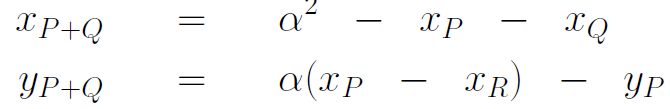 x_{P+Q} = α^2 − x_P − x_Q
y_{P+Q} = α(x_P − x_R) − y_P